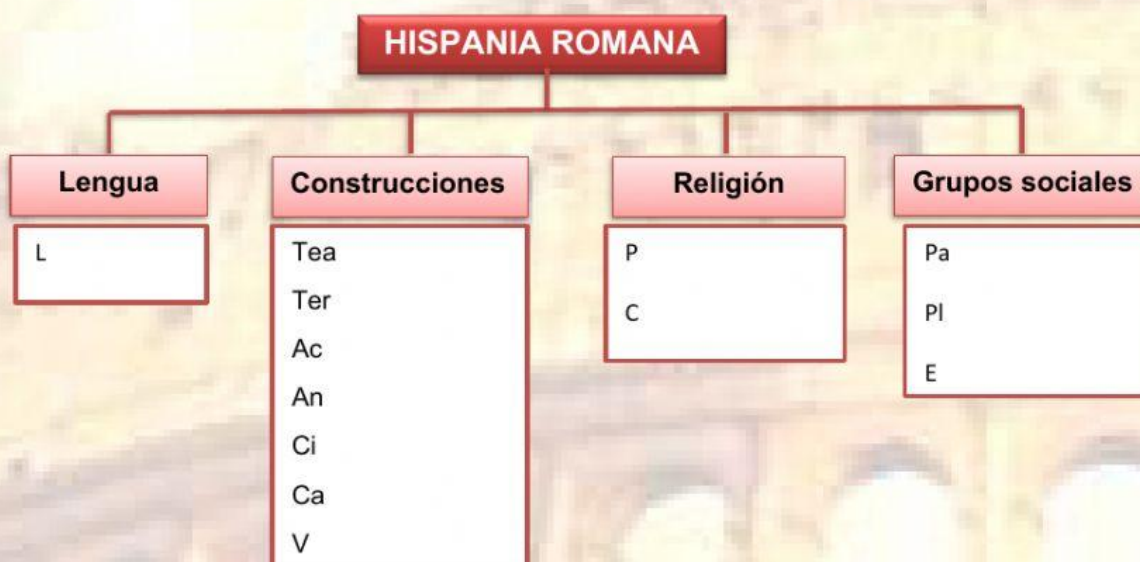 HISPANIA ROMANA
Lengua
L
Construcciones
Tea
Ter
Ac
An
Ci
Ca
V
Religión
P
C
Grupos sociales
Pa
Pl
E